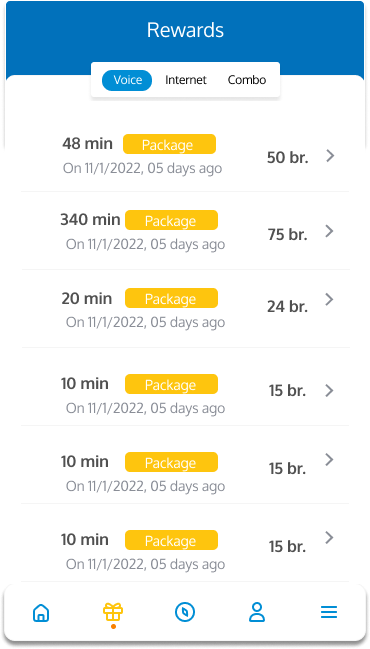 Rewards
Voice Internet Combo
48 min Package
50 br.
On 11/1/2022, 05 days ago
340 min Package
75 br.
On 11/1/2022, 05 days ago
20 min Package
24 br.
On 11/1/2022, 05 days ago
10 min Package
15 br.
On 11/1/2022, 05 days ago
10 min Package
15 br.
On 11/1/2022, 05 days ago
10 min Package
15 br.
On 11/1/2022, 05 days ago